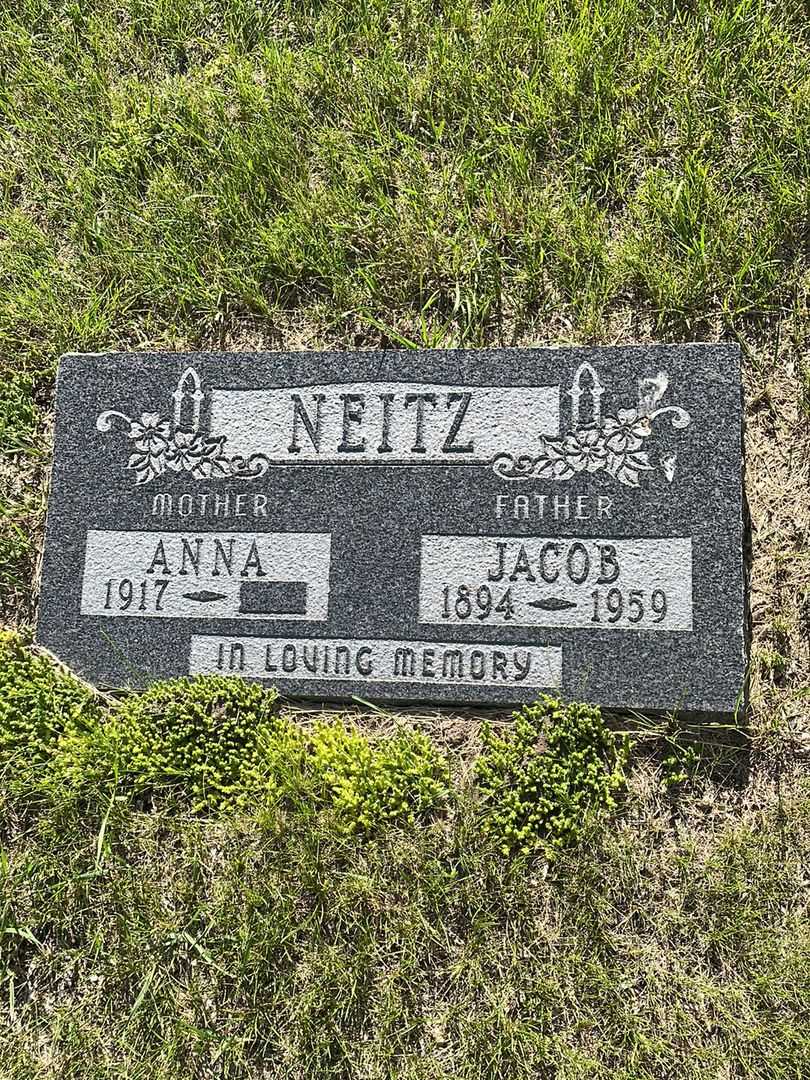 NEITZ
MOTHER FATHER
ANNA JACOB
1917 1894 1959
IN LOVING MEMORY